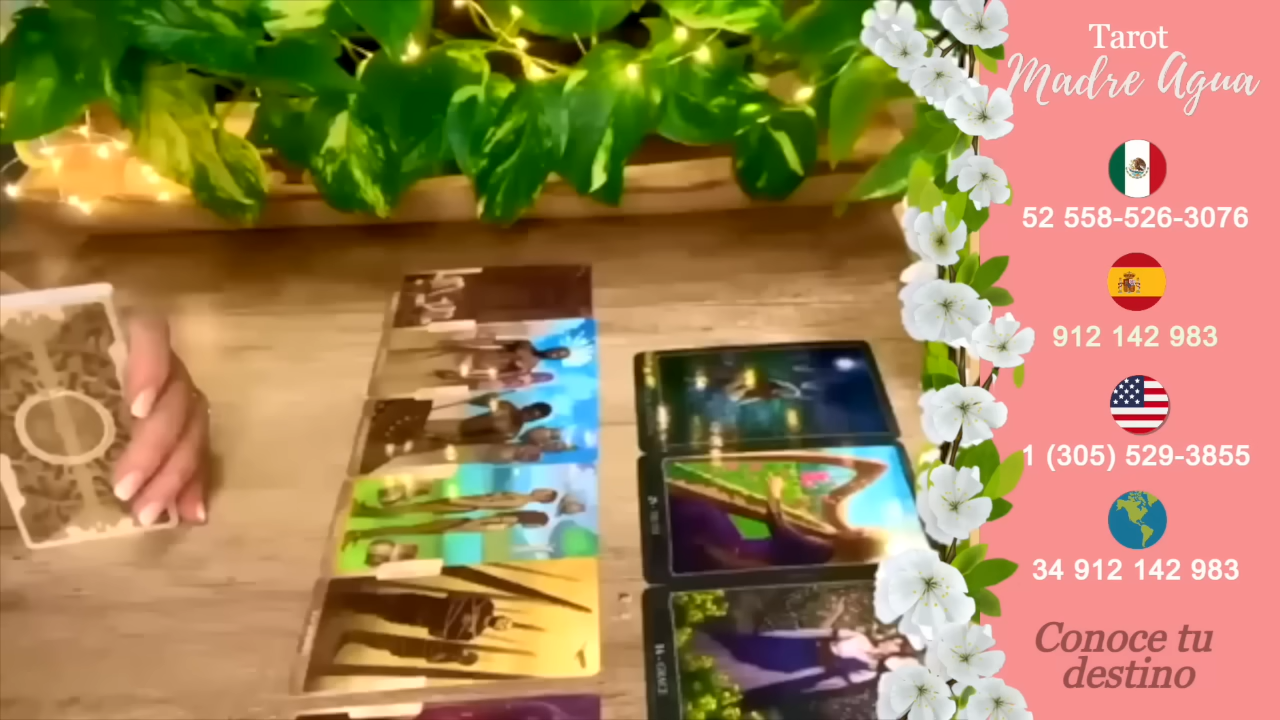 Tarot
Madre Agua
52 558-526-3076
912 142 983
1 (305) 529-3855
34 912 142 983
Conoce tu
destino